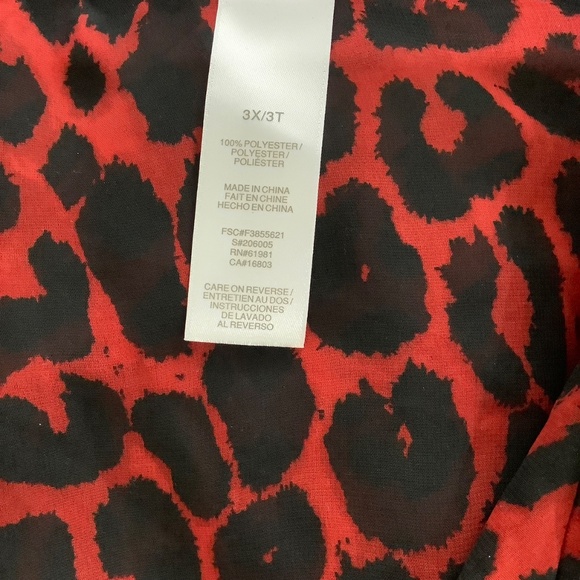 3X/3T
100% POLYESTER/
POLYESTER/
POLIÉSTER
MADE IN CHINA
FAIT EN CHINE
HECHO EN CHINA
FSC#F3855621
S#206005
RN#61981
CA#16803
CARE ON REVERSE/
ENTRETIEN AU DOS/
INSTRUCCIONES
DE LAVADO
AL REVERSO